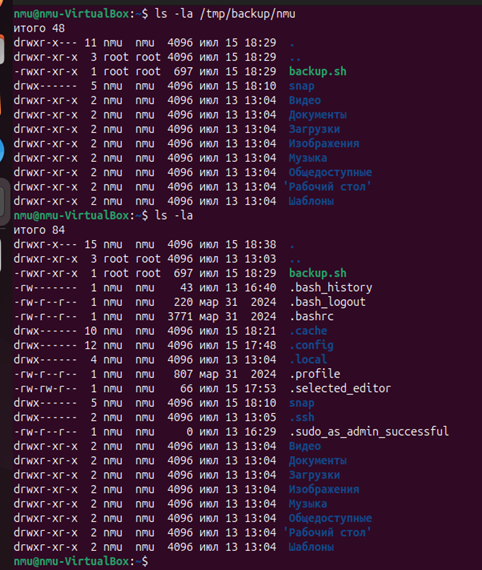 nmu@nmu-VirtualBox:~$ ls -la /tmp/backup/nmu
итого 48
drwxr-x--- 11 nmu  nmu  4096 июл 15 18:29  .
drwxr-xr-x  3 root root 4096 июл 15 18:29  ..
-rwxr-xr-x  1 root root  697 июл 15 18:29  backup.sh
drwx------  5 nmu  nmu  4096 июл 15 18:10  snap
drwxr-xr-x  2 nmu  nmu  4096 июл 13 13:04  Видео
drwxr-xr-x  2 nmu  nmu  4096 июл 13 13:04  Документы
drwxr-xr-x  2 nmu  nmu  4096 июл 13 13:04  Загрузки
drwxr-xr-x  2 nmu  nmu  4096 июл 13 13:04  Изображения
drwxr-xr-x  2 nmu  nmu  4096 июл 13 13:04  Музыка
drwxr-xr-x  2 nmu  nmu  4096 июл 13 13:04  Общедоступные
drwxr-xr-x  2 nmu  nmu  4096 июл 13 13:04 'Рабочий стол'
drwxr-xr-x  2 nmu  nmu  4096 июл 13 13:04  Шаблоны
nmu@nmu-VirtualBox:~$ ls -la
итого 84
drwxr-x--- 15 nmu  nmu  4096 июл 15 18:38  .
drwxr-xr-x  3 root root 4096 июл 13 13:03  ..
-rwxr-xr-x  1 root root  697 июл 15 18:29  backup.sh
-rw-------  1 nmu  nmu    43 июл 13 16:40  .bash_history
-rw-r--r--  1 nmu  nmu   220 мар 31  2024  .bash_logout
-rw-r--r--  1 nmu  nmu  3771 мар 31  2024  .bashrc
drwx------ 10 nmu  nmu  4096 июл 15 18:21  .cache
drwx------ 12 nmu  nmu  4096 июл 15 17:48  .config
drwx------  4 nmu  nmu  4096 июл 13 13:04  .local
-rw-r--r--  1 nmu  nmu   807 мар 31  2024  .profile
-rw-rw-r--  1 nmu  nmu    66 июл 15 17:53  .selected_editor
drwx------  5 nmu  nmu  4096 июл 15 18:10  snap
drwx------  2 nmu  nmu  4096 июл 13 13:05  .ssh
-rw-r--r--  1 nmu  nmu     0 июл 13 16:29  .sudo_as_admin_successful
drwxr-xr-x  2 nmu  nmu  4096 июл 13 13:04  Видео
drwxr-xr-x  2 nmu  nmu  4096 июл 13 13:04  Документы
drwxr-xr-x  2 nmu  nmu  4096 июл 13 13:04  Загрузки
drwxr-xr-x  2 nmu  nmu  4096 июл 13 13:04  Изображения
drwxr-xr-x  2 nmu  nmu  4096 июл 13 13:04  Музыка
drwxr-xr-x  2 nmu  nmu  4096 июл 13 13:04  Общедоступные
drwxr-xr-x  2 nmu  nmu  4096 июл 13 13:04 'Рабочий стол'
drwxr-xr-x  2 nmu  nmu  4096 июл 13 13:04  Шаблоны
nmu@nmu-VirtualBox:~$